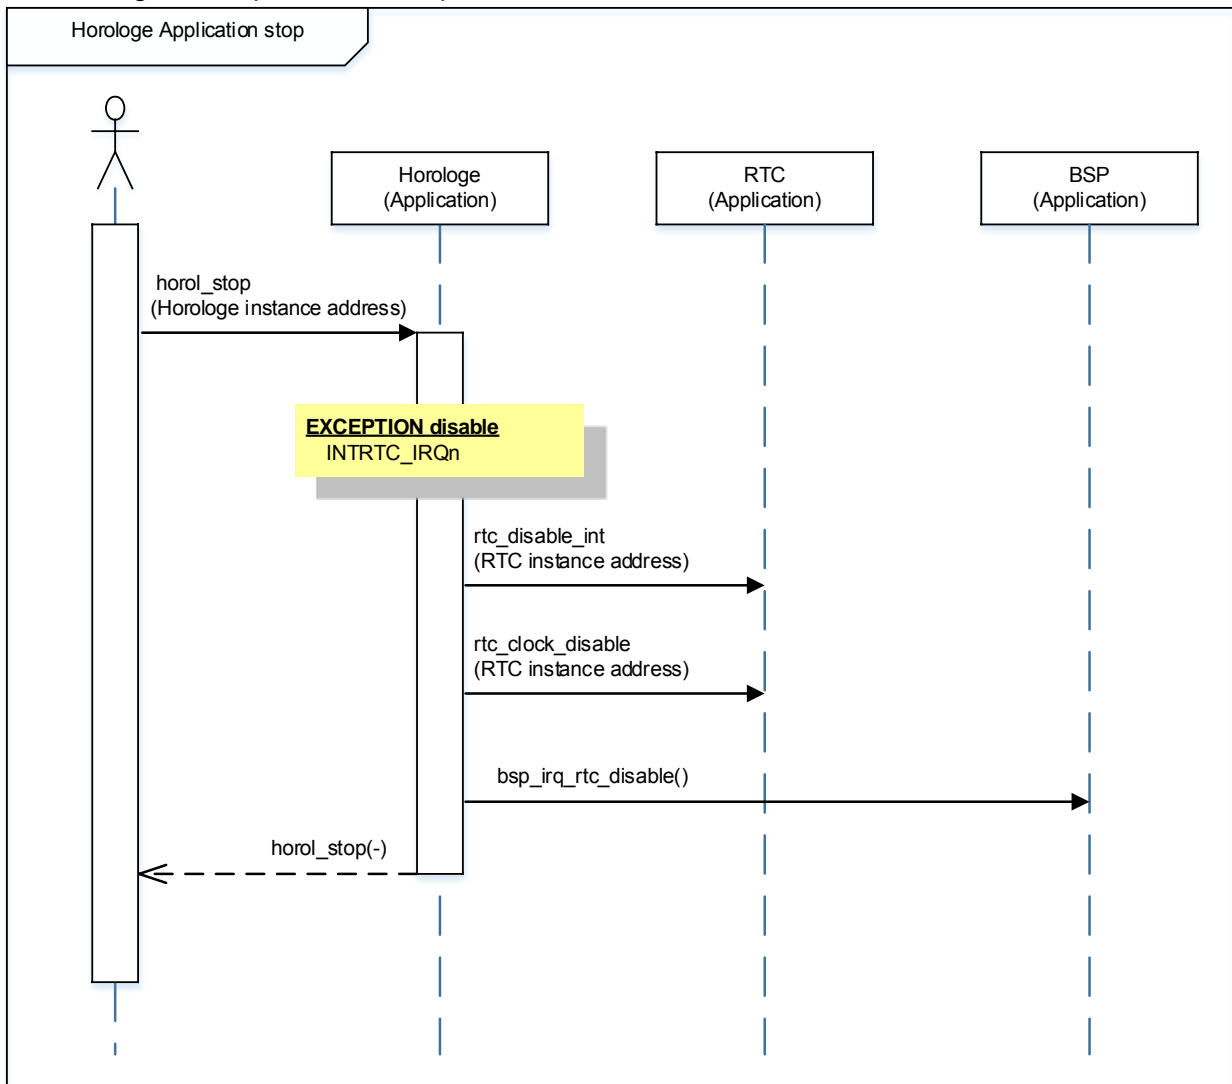 Horologe Application stop
Horologe
(Application)
RTC
(Application)
BSP
(Application)
horol_stop
(Horologe instance address)
EXCEPTION disable
INTRTC_IRQn
rtc_disable_int
(RTC instance address)
rtc_clock_disable
(RTC instance address)
bsp_irq_rtc_disable()
horol_stop(-)